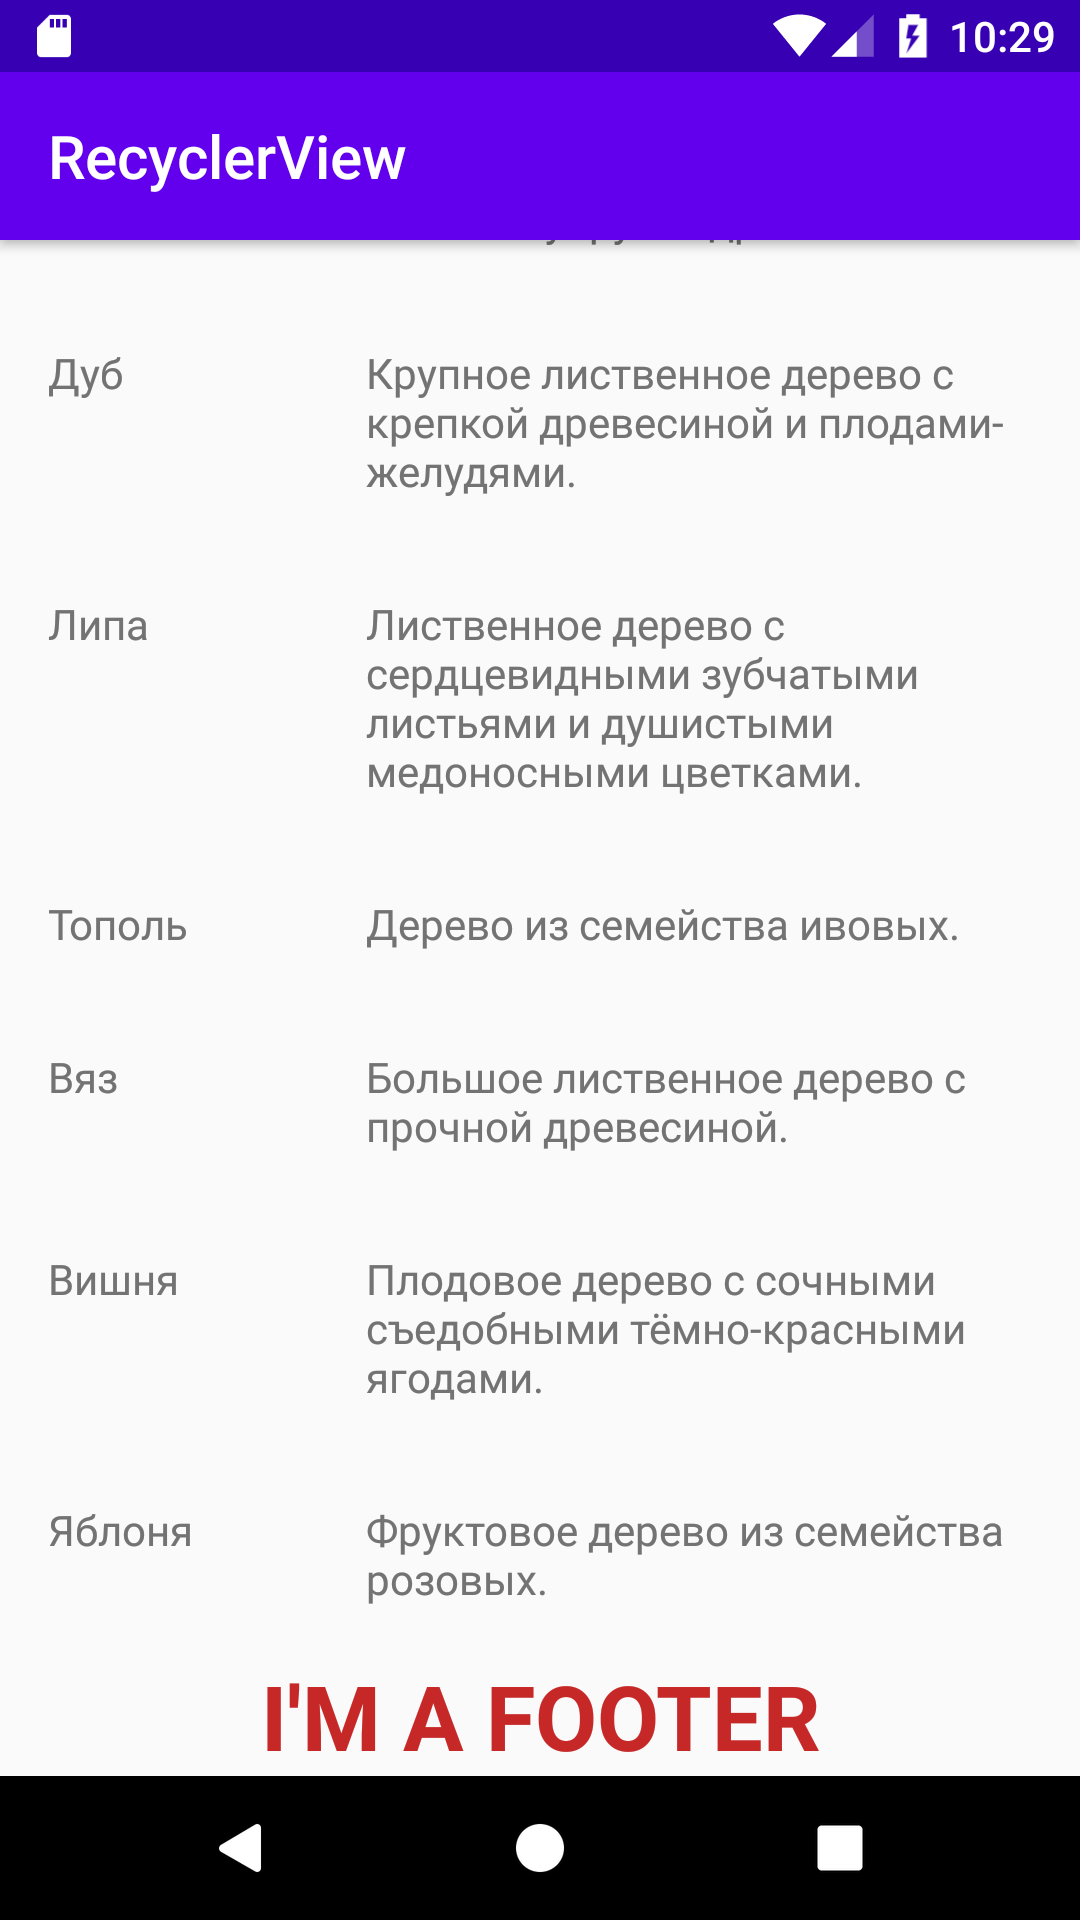 10:29
RecyclerView
Дуб
Крупное лиственное дерево с
крепкой древесиной и плодами-
желудями.
Липа
Лиственное дерево с
сердцевидными зубчатыми
листьями и душистыми
медоносными цветками.
Тополь
Дерево из семейства ивовых.
Вяз
Большое лиственное дерево с
прочной древесиной.
Вишня
Плодовое дерево с сочными
съедобными тёмно-красными
ягодами.
Яблоня
Фруктовое дерево из семейства
розовых.
I'M A FOOTER